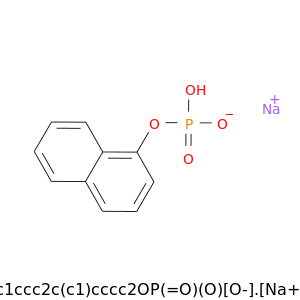 OH
O P O −
O
Na +
c1ccc2c(c1)cccc2OP(=O)(O)[O-].[Na+